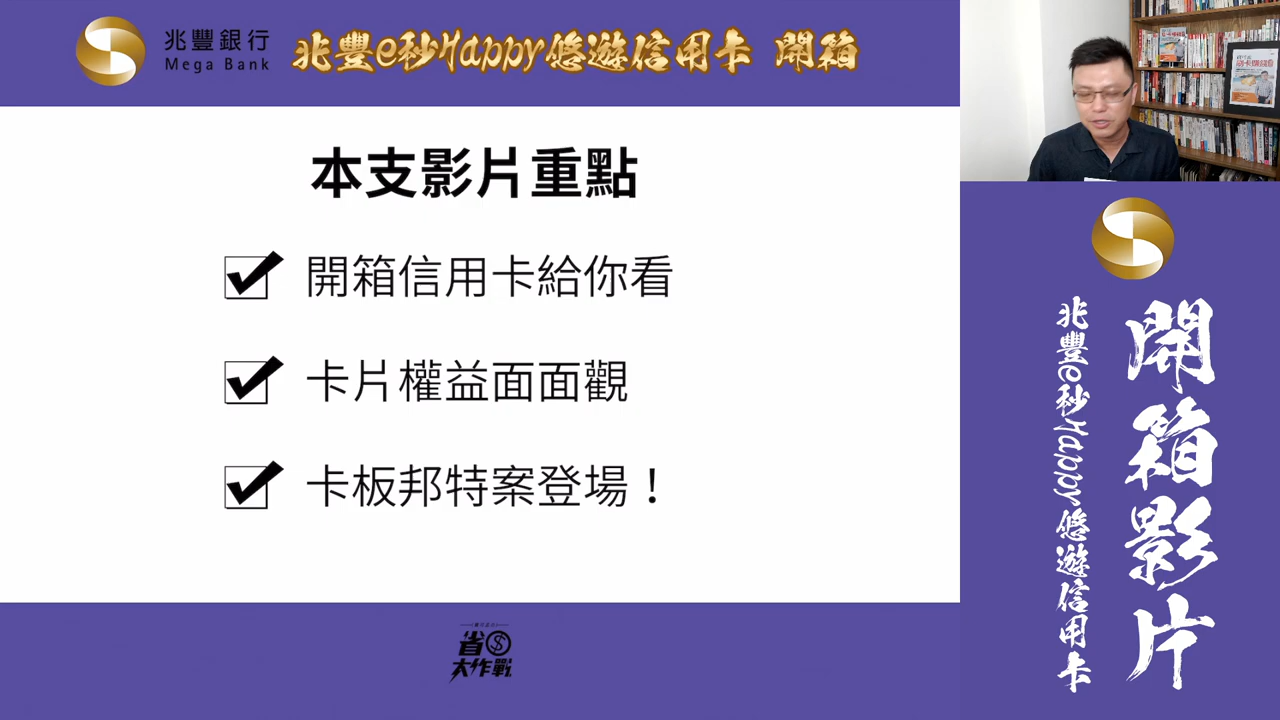 兆豐銀行
Mega Bank
兆豐e秒Happy悠遊信用卡 開箱
本支影片重點
開箱信用卡給你看
卡片權益面面觀
卡板邦特案登場！
省$大作戰
開箱影片
兆豐e秒Happy悠遊信用卡